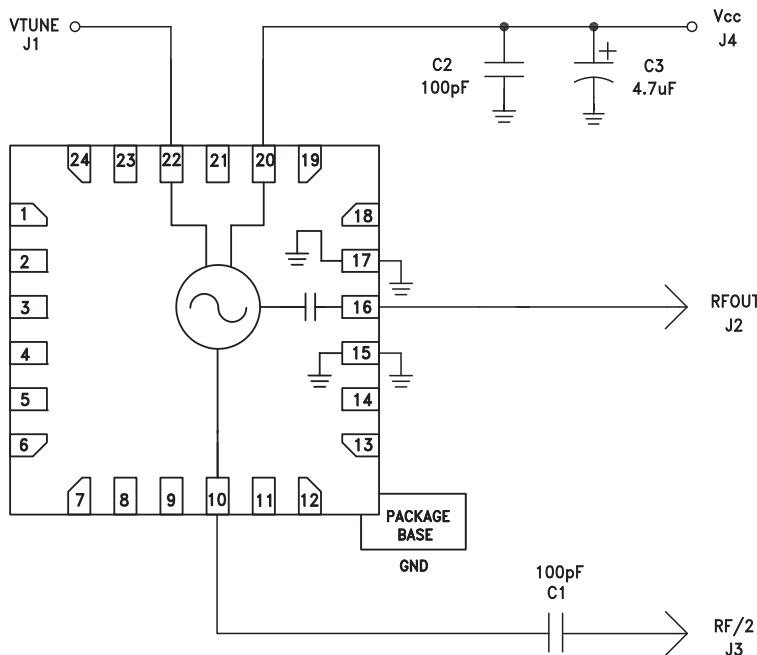 VTUNE
J1
Vcc
J4
C2
100pF
C3
4.7uF
24 23 22 21 20 19
1
2
3
4
5
6
18
17
16
15
14
13
RFOUT
J2
7 8 9 10 11 12
PACKAGE
BASE
GND
100pF
C1
RF/2
J3